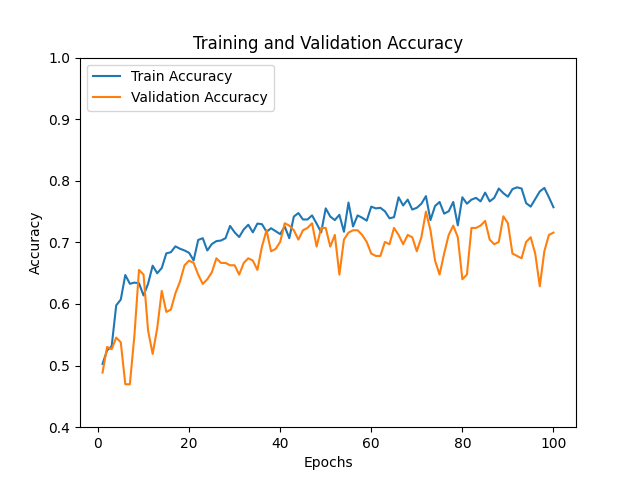 Training and Validation Accuracy
Train Accuracy
Validation Accuracy
1.0
0.9
0.8
0.7
0.6
0.5
0.4
Accuracy
0 20 40 60 80 100
Epochs